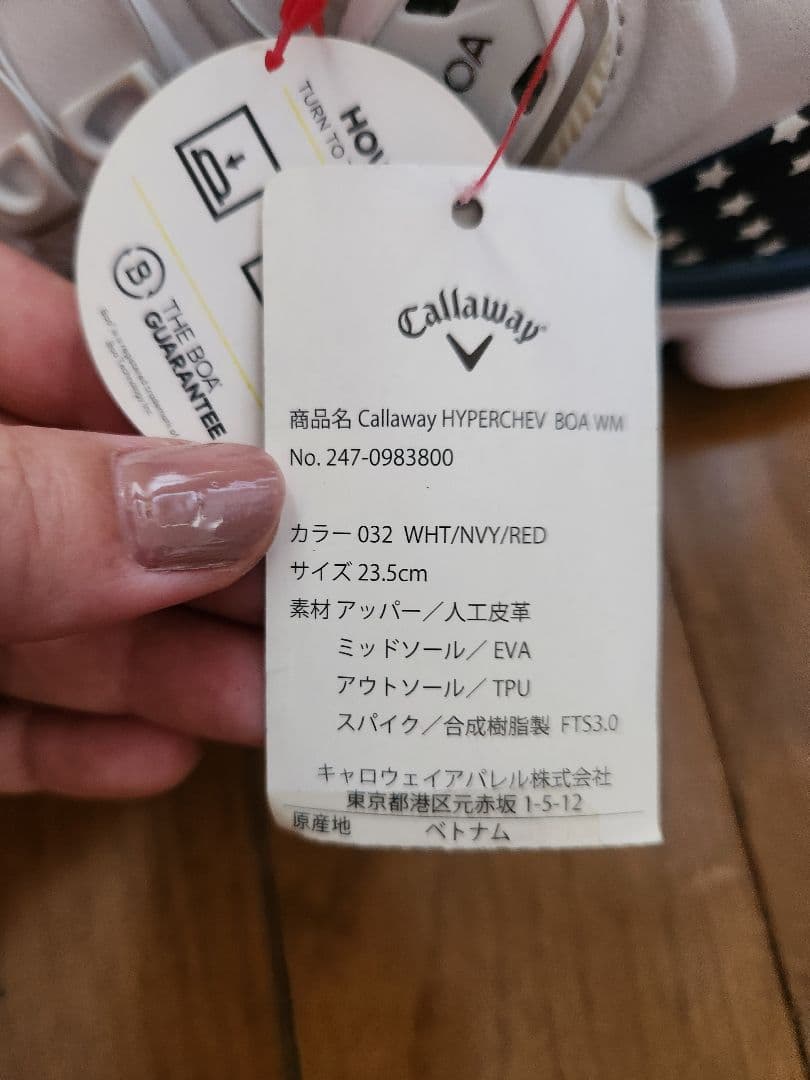 OA
HOW
TURN TO
B
THE BOA
GUARANTEE
Callaway
商品名 Callaway HYPERCHEV BOA WM
No. 247-0983800
カラー 032 WHT/NVY/RED
サイズ 23.5cm
素材 アッパー／人工皮革
ミッドソール／ EVA
アウトソール／ TPU
スパイク／合成樹脂製 FTS3.0
キャロウェイアパレル株式会社
東京都港区元赤坂 1-5-12
原産地 ベトナム